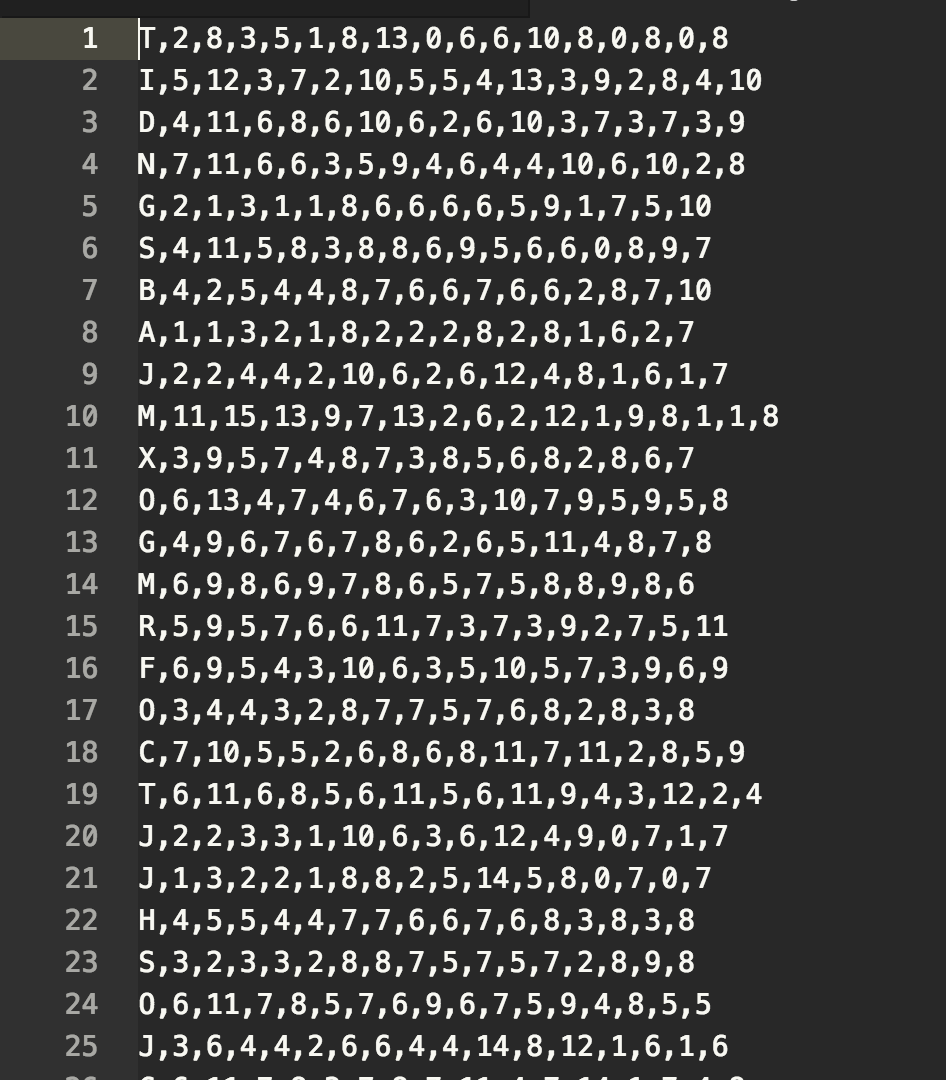 1 T,2,8,3,5,1,8,13,0,6,6,10,8,0,8,0,8
2 I,5,12,3,7,2,10,5,5,4,13,3,9,2,8,4,10
3 D,4,11,6,8,6,10,6,2,6,10,3,7,3,7,3,9
4 N,7,11,6,6,3,5,9,4,6,4,4,10,6,10,2,8
5 G,2,1,3,1,1,8,6,6,6,6,5,9,1,7,5,10
6 S,4,11,5,8,3,8,8,6,9,5,6,6,0,8,9,7
7 B,4,2,5,4,4,8,7,6,6,7,6,6,2,8,7,10
8 A,1,1,3,2,1,8,2,2,2,8,2,8,1,6,2,7
9 J,2,2,4,4,2,10,6,2,6,12,4,8,1,6,1,7
10 M,11,15,13,9,7,13,2,6,2,12,1,9,8,1,1,8
11 X,3,9,5,7,4,8,7,3,8,5,6,8,2,8,6,7
12 O,6,13,4,7,4,6,7,6,3,10,7,9,5,9,5,8
13 G,4,9,6,7,6,7,8,6,2,6,5,11,4,8,7,8
14 M,6,9,8,6,9,7,8,6,5,7,5,8,8,9,8,6
15 R,5,9,5,7,6,6,11,7,3,7,3,9,2,7,5,11
16 F,6,9,5,4,3,10,6,3,5,10,5,7,3,9,6,9
17 O,3,4,4,3,2,8,7,7,5,7,6,8,2,8,3,8
18 C,7,10,5,5,2,6,8,6,8,11,7,11,2,8,5,9
19 T,6,11,6,8,5,6,11,5,6,11,9,4,3,12,2,4
20 J,2,2,3,3,1,10,6,3,6,12,4,9,0,7,1,7
21 J,1,3,2,2,1,8,8,2,5,14,5,8,0,7,0,7
22 H,4,5,5,4,4,7,7,6,6,7,6,8,3,8,3,8
23 S,3,2,3,3,2,8,8,7,5,7,5,7,2,8,9,8
24 O,6,11,7,8,5,7,6,9,6,7,5,9,4,8,5,5
25 J,3,6,4,4,2,6,6,4,4,14,8,12,1,6,1,6